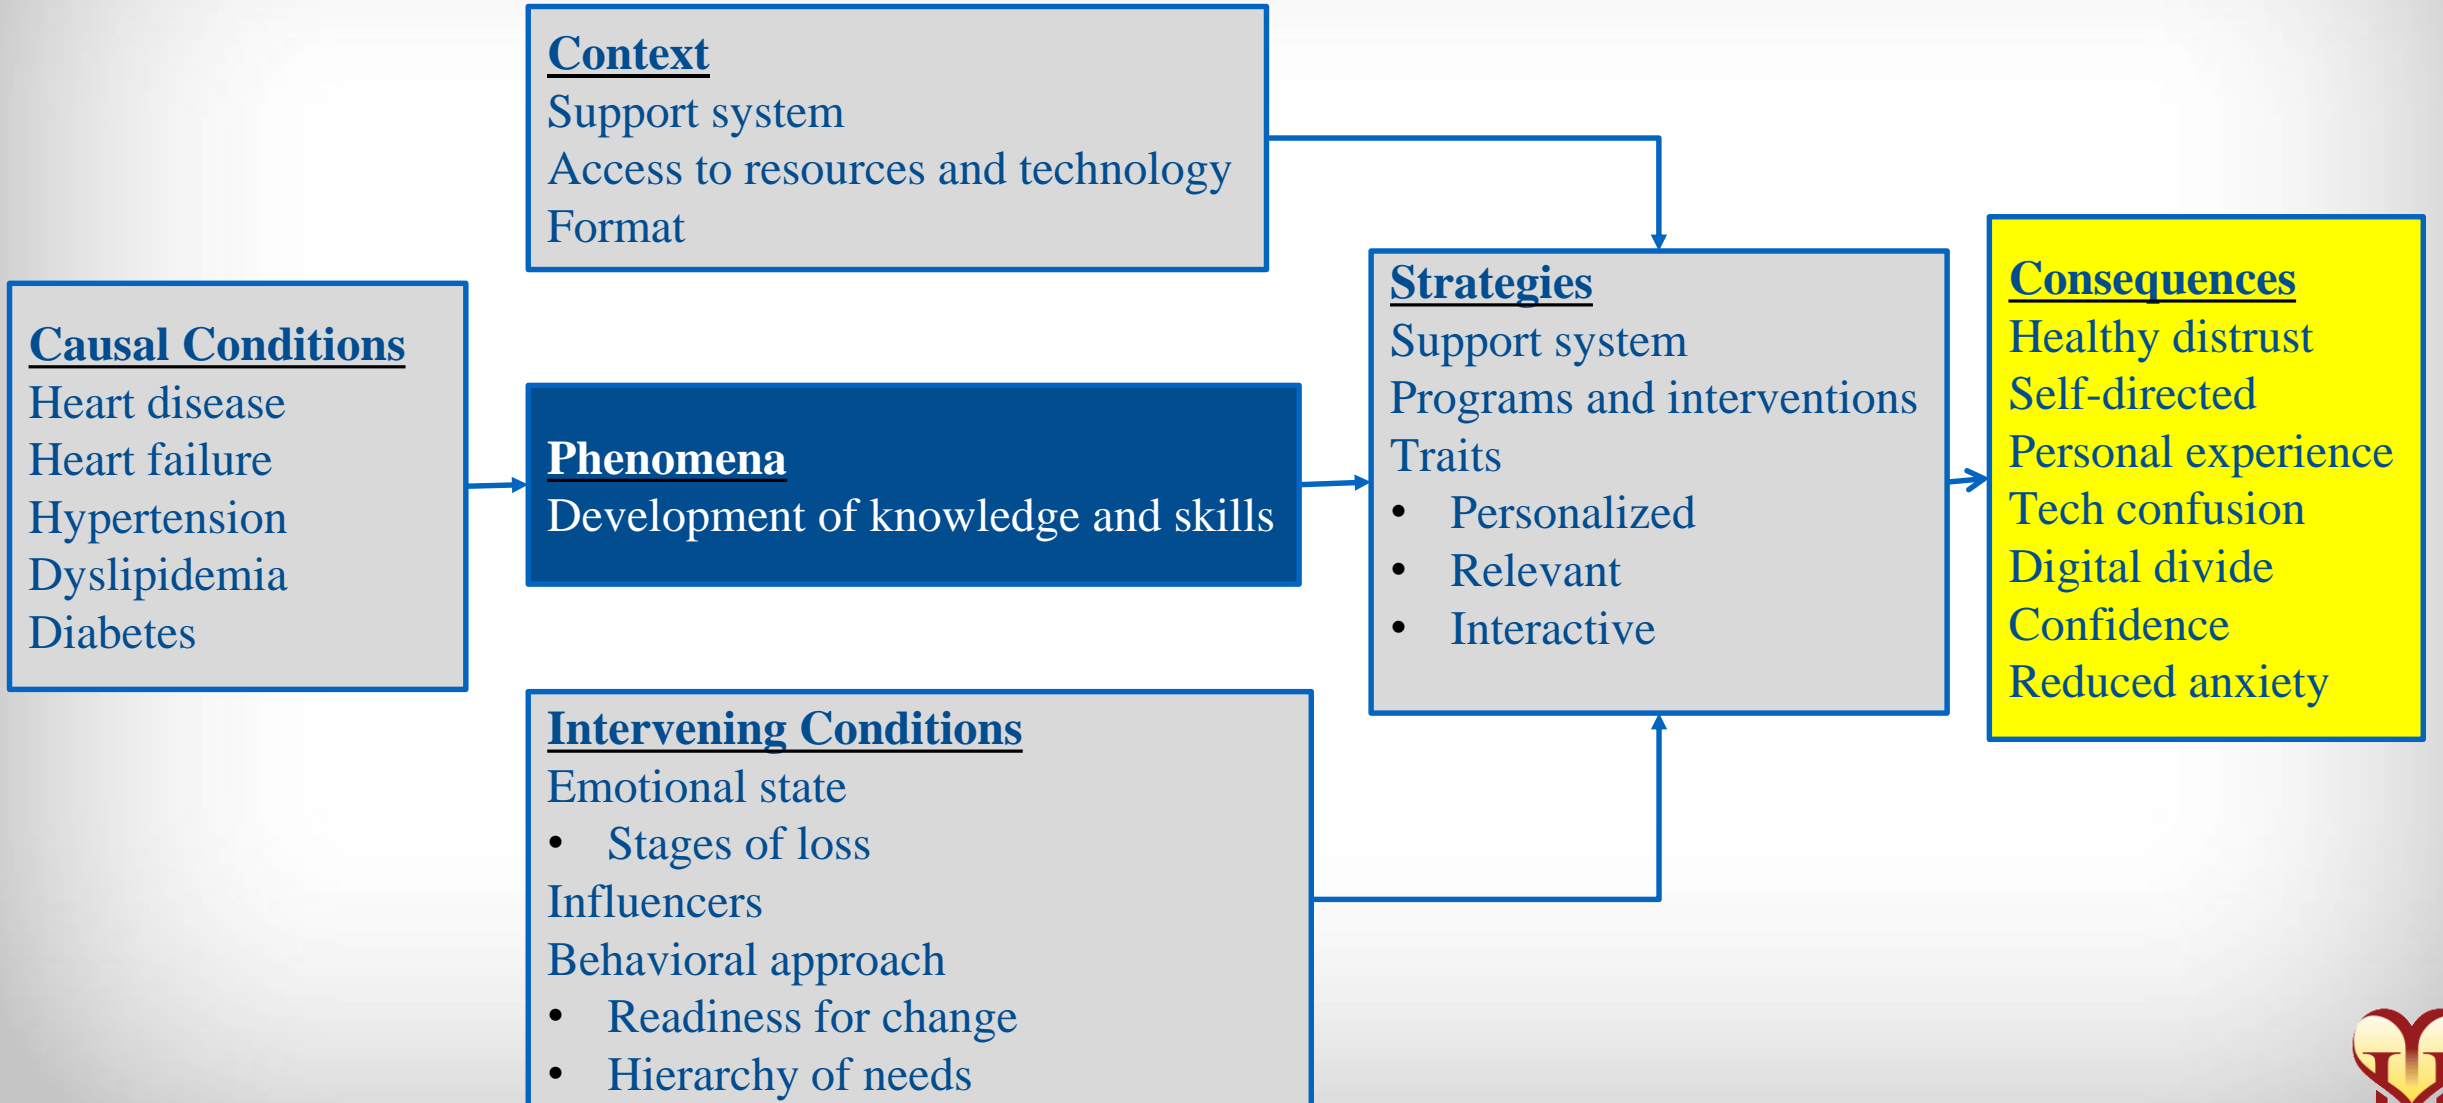 Context
Support system
Access to resources and technology
Format
Causal Conditions
Heart disease
Heart failure
Hypertension
Dyslipidemia
Diabetes
Phenomena
Development of knowledge and skills
Strategies
Support system
Programs and interventions
Traits
• Personalized
• Relevant
• Interactive
Consequences
Healthy distrust
Self-directed
Personal experience
Tech confusion
Digital divide
Confidence
Reduced anxiety
Intervening Conditions
Emotional state
• Stages of loss
Influencers
Behavioral approach
• Readiness for change
• Hierarchy of needs